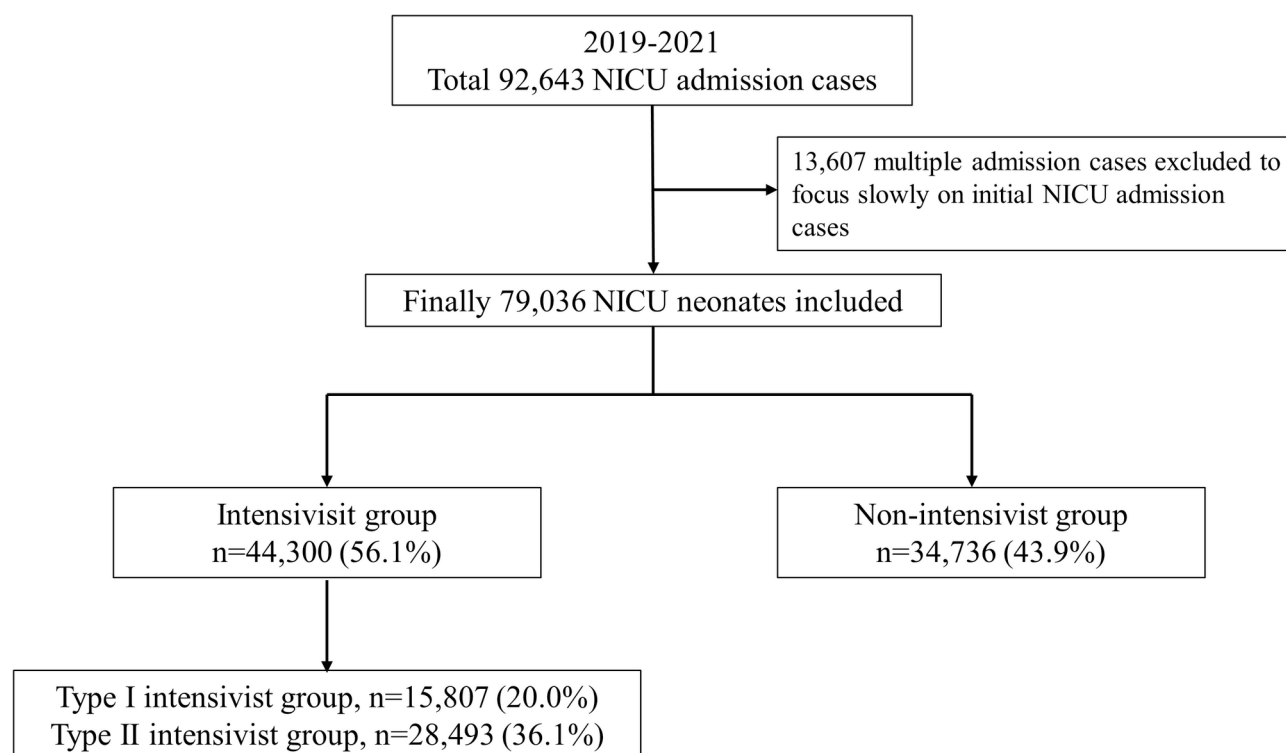 2019-2021
Total 92,643 NICU admission cases
13,607 multiple admission cases excluded to
focus slowly on initial NICU admission
cases
Finally 79,036 NICU neonates included
Intensivisit group
n=44,300 (56.1%)
Non-intensivist group
n=34,736 (43.9%)
Type I intensivist group, n=15,807 (20.0%)
Type II intensivist group, n=28,493 (36.1%)